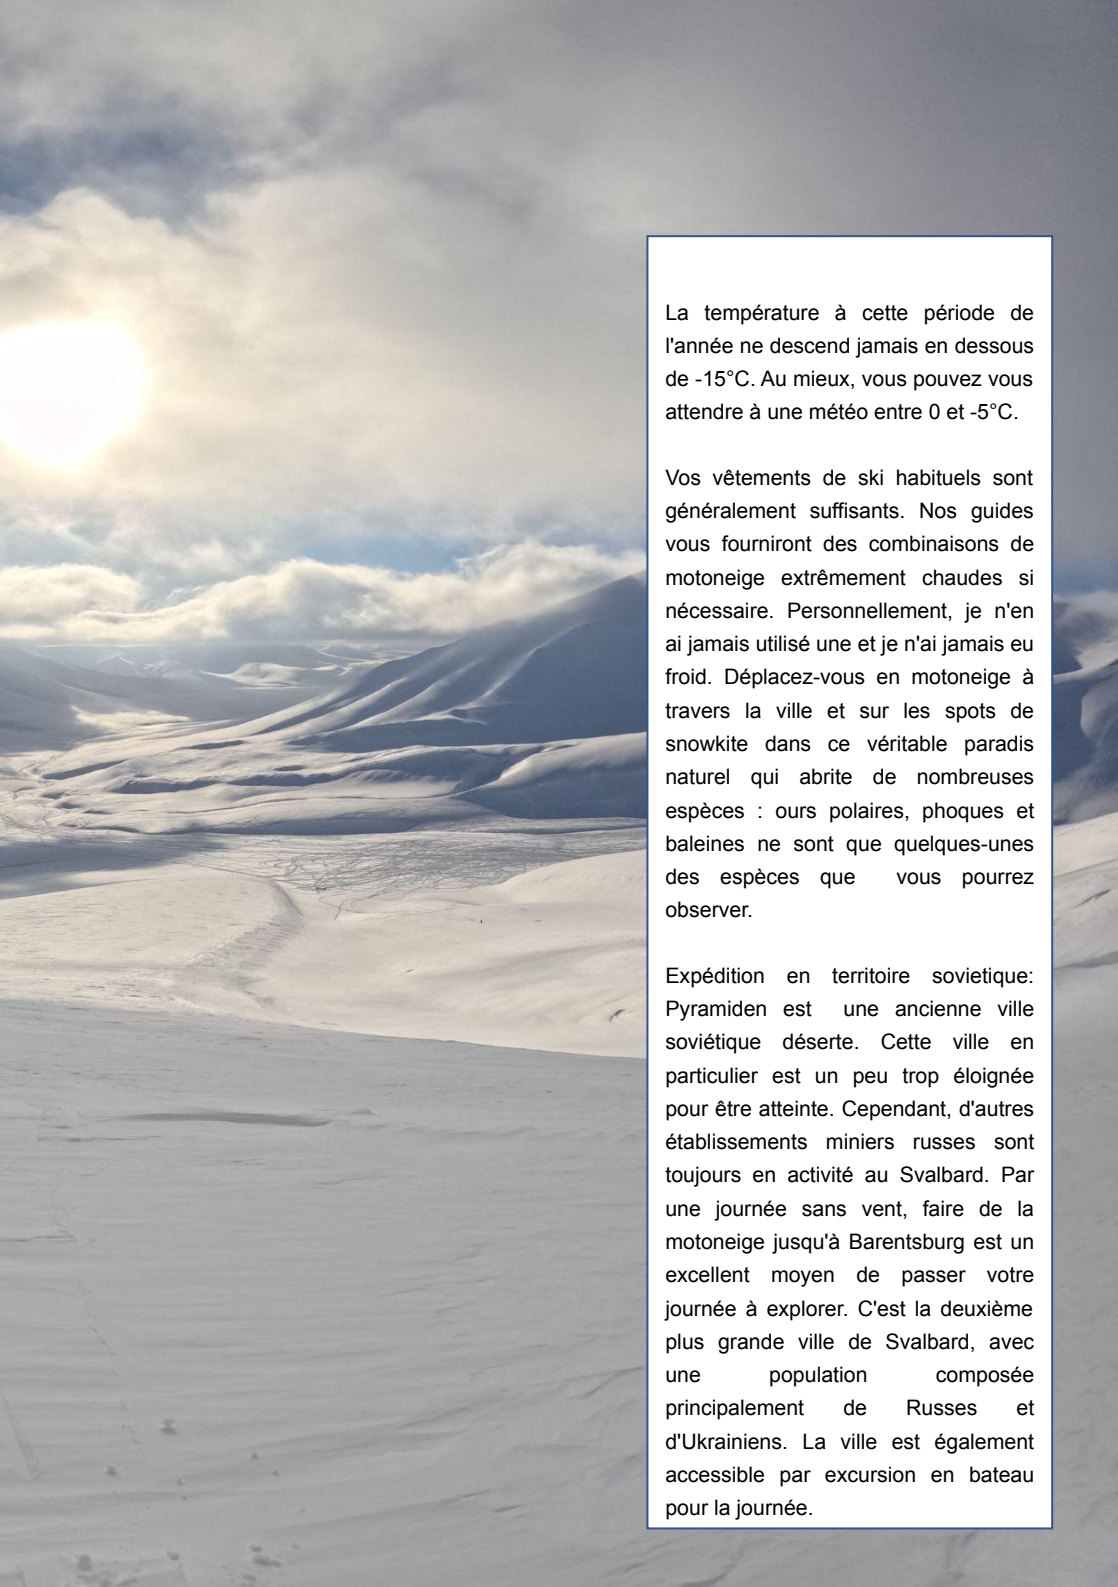 La température à cette période de
l'année ne descend jamais en dessous
de -15°C. Au mieux, vous pouvez vous
attendre à une météo entre 0 et -5°C.
Vos vêtements de ski habituels sont
généralement suffisants. Nos guides
vous fourniront des combinaisons de
motoneige extrêmement chaudes si
nécessaire. Personnellement, je n'en
ai jamais utilisé une et je n'ai jamais eu
froid. Déplacez-vous en motoneige à
travers la ville et sur les spots de
snowkite dans ce véritable paradis
naturel qui abrite de nombreuses
espèces : ours polaires, phoques et
baleines ne sont que quelques-unes
des espèces que vous pourrez
observer.
Expédition en territoire sovietique:
Pyramiden est une ancienne ville
soviétique déserte. Cette ville en
particulier est un peu trop éloignée
pour être atteinte. Cependant, d'autres
établissements miniers russes sont
toujours en activité au Svalbard. Par
une journée sans vent, faire de la
motoneige jusqu'à Barentsburg est un
excellent moyen de passer votre
journée à explorer. C'est la deuxième
plus grande ville de Svalbard, avec
une population composée
principalement de Russes et
d'Ukrainiens. La ville est également
accessible par excursion en bateau
pour la journée.